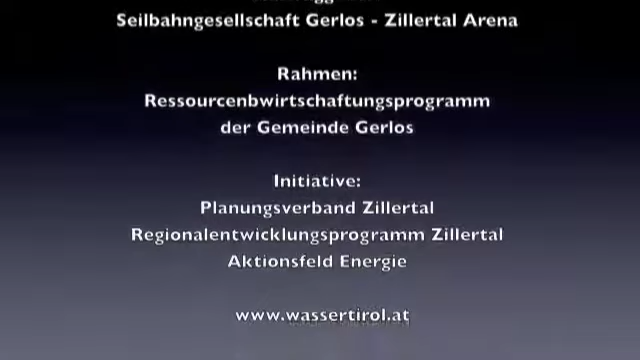 Seilbahngesellschaft Gerlos - Zillertal Arena
Rahmen:
Ressourcenbwirtschaftungsprogramm
der Gemeinde Gerlos
Initiative:
Planungsverband Zillertal
Regionalentwicklungsprogramm Zillertal
Aktionsfeld Energie
www.wassertirol.at